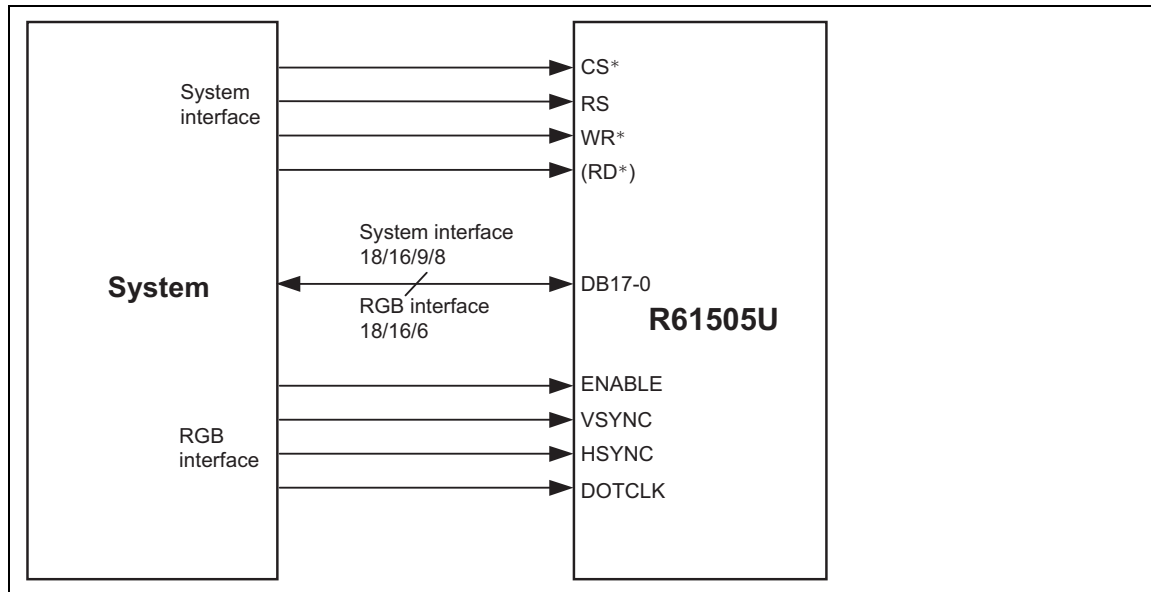 System
interface
CS*
RS
WR*
(RD*)
System interface
18/16/9/8
System
DB17-0
RGB interface
18/16/6
R61505U
ENABLE
VSYNC
RGB
interface
HSYNC
DOTCLK